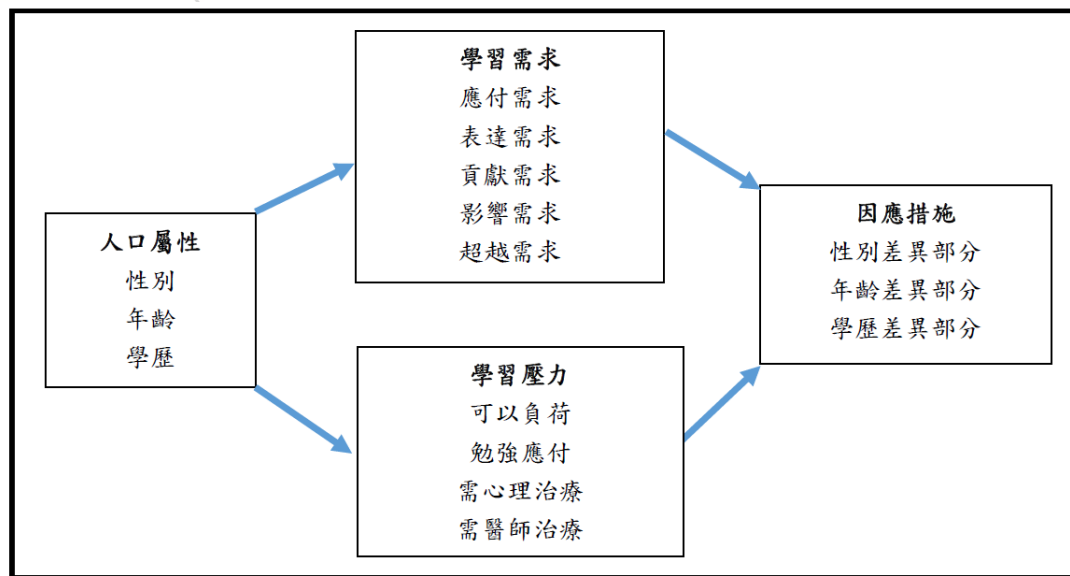 人口屬性
性別
年齡
學歷
學習需求
應付需求
表達需求
貢獻需求
影響需求
超越需求
學習壓力
可以負荷
勉強應付
需心理治療
需醫師治療
因應措施
性別差異部分
年齡差異部分
學歷差異部分